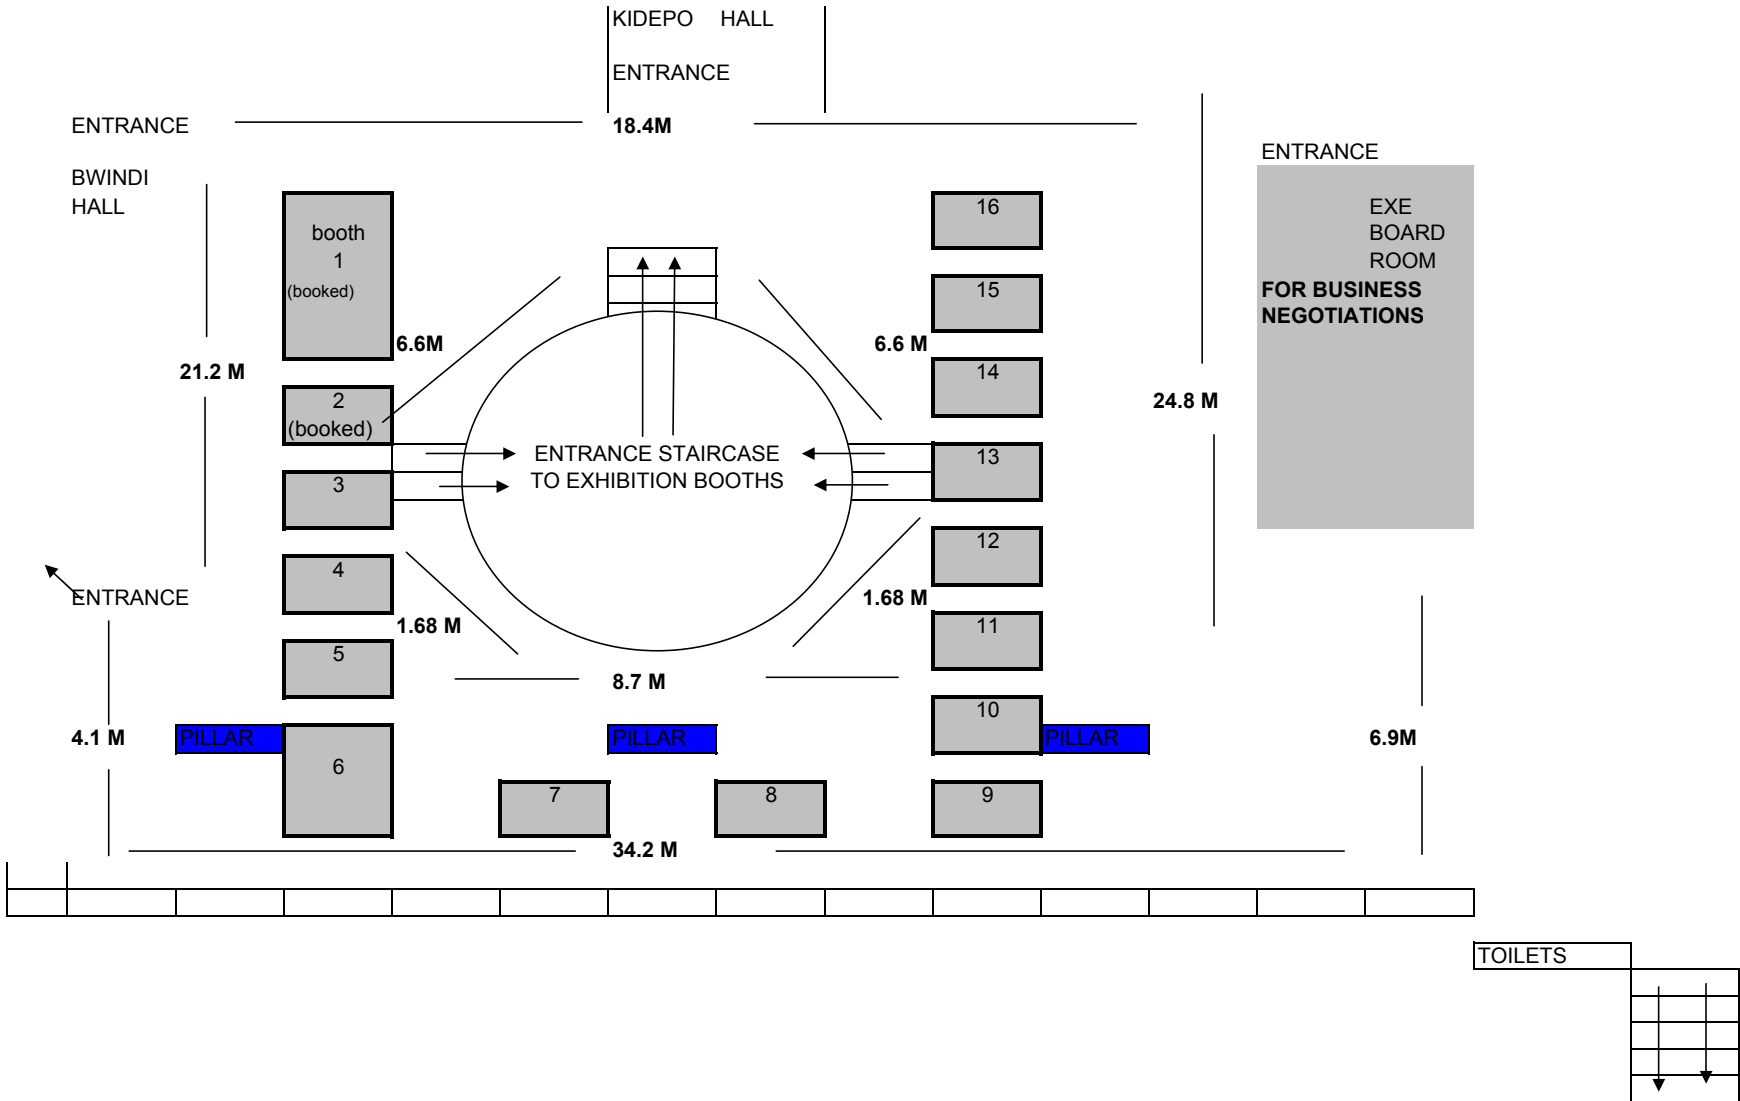 KIDEPO HALL
ENTRANCE
ENTRANCE
18.4M
ENTRANCE
BWINDI
HALL
booth
1
(booked)
16
EXE
BOARD
ROOM
FOR BUSINESS
NEGOTIATIONS
15
6.6M
6.6 M
21.2 M
14
24.8 M
2
(booked)
ENTRANCE STAIRCASE
TO EXHIBITION BOOTHS
13
3
12
4
ENTRANCE
1.68 M
1.68 M
11
5
8.7 M
10
4.1 M
PILLAR
PILLAR
PILLAR
6.9M
6
7
8
9
34.2 M
TOILETS